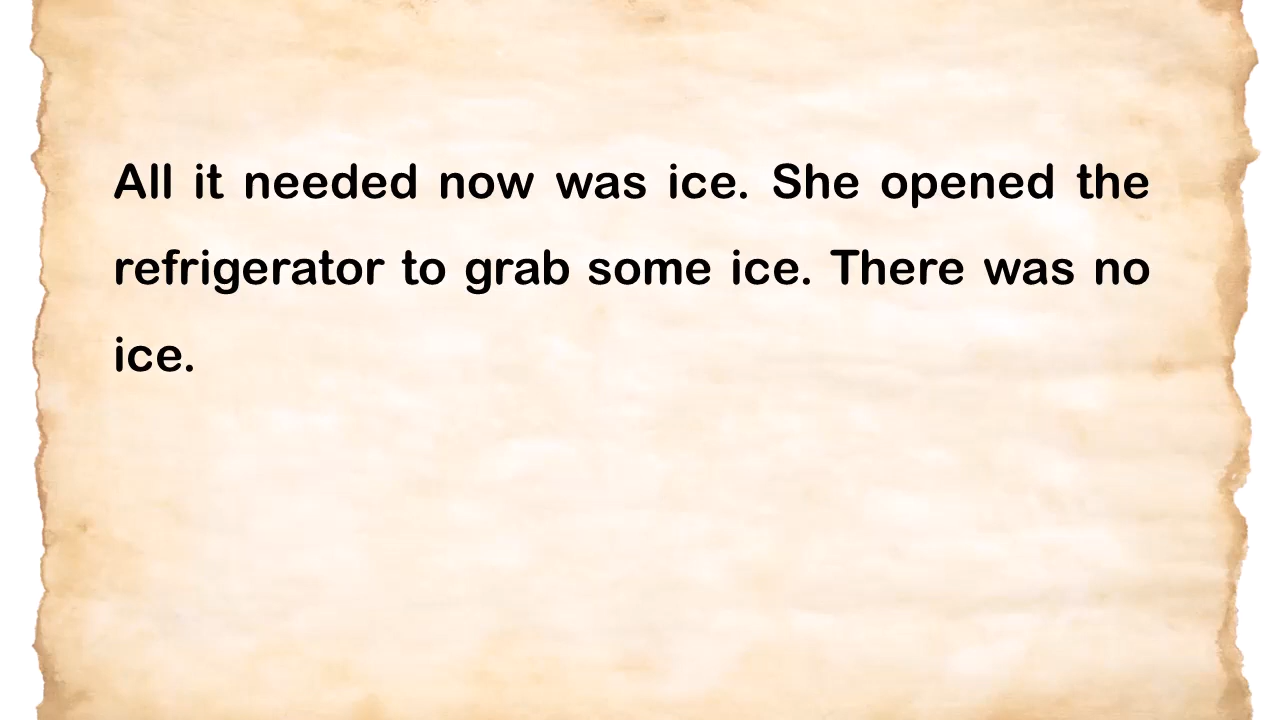 All it needed now was ice. She opened the
refrigerator to grab some ice. There was no
ice.